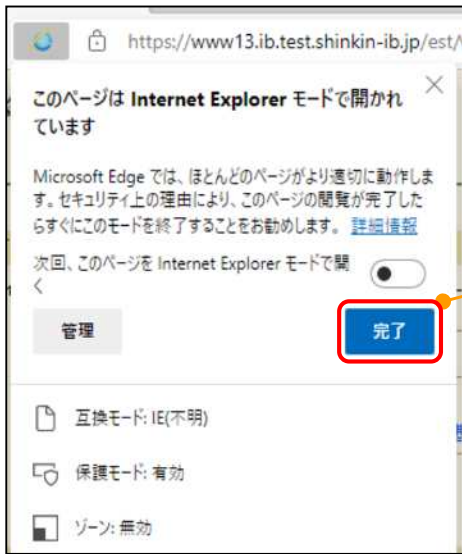 https://www13.ib.test.shinkin-ib.jp/est/
このページは Internet Explorer モードで開かれ
ています
Microsoft Edge では、ほとんどのページがより適切に動作しま
す。セキュリティ上の理由により、このページの閲覧が完了した
らすぐにこのモードを終了することをお勧めします。 詳細情報
次回、このページを Internet Explorer モードで開
く
管理
完了
互換モード: IE(不明)
保護モード: 有効
ゾーン: 無効